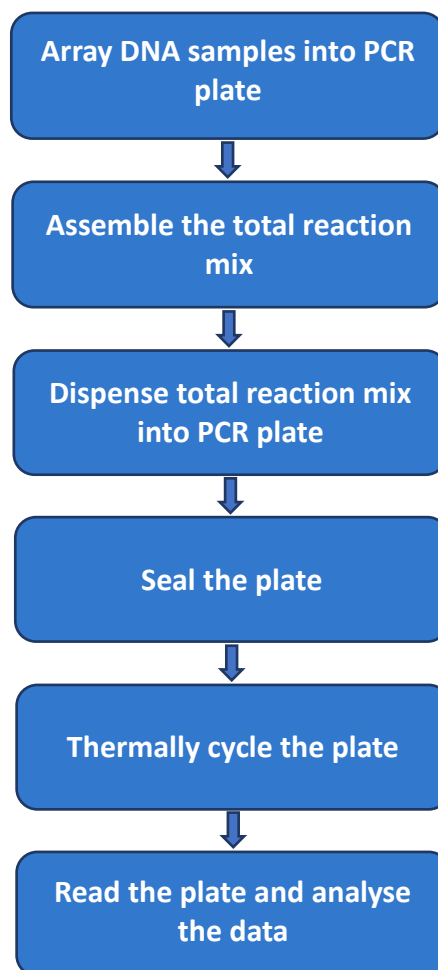 Array DNA samples into PCR
plate
Assemble the total reaction
mix
Dispense total reaction mix
into PCR plate
Seal the plate
Thermally cycle the plate
Read the plate and analyse
the data